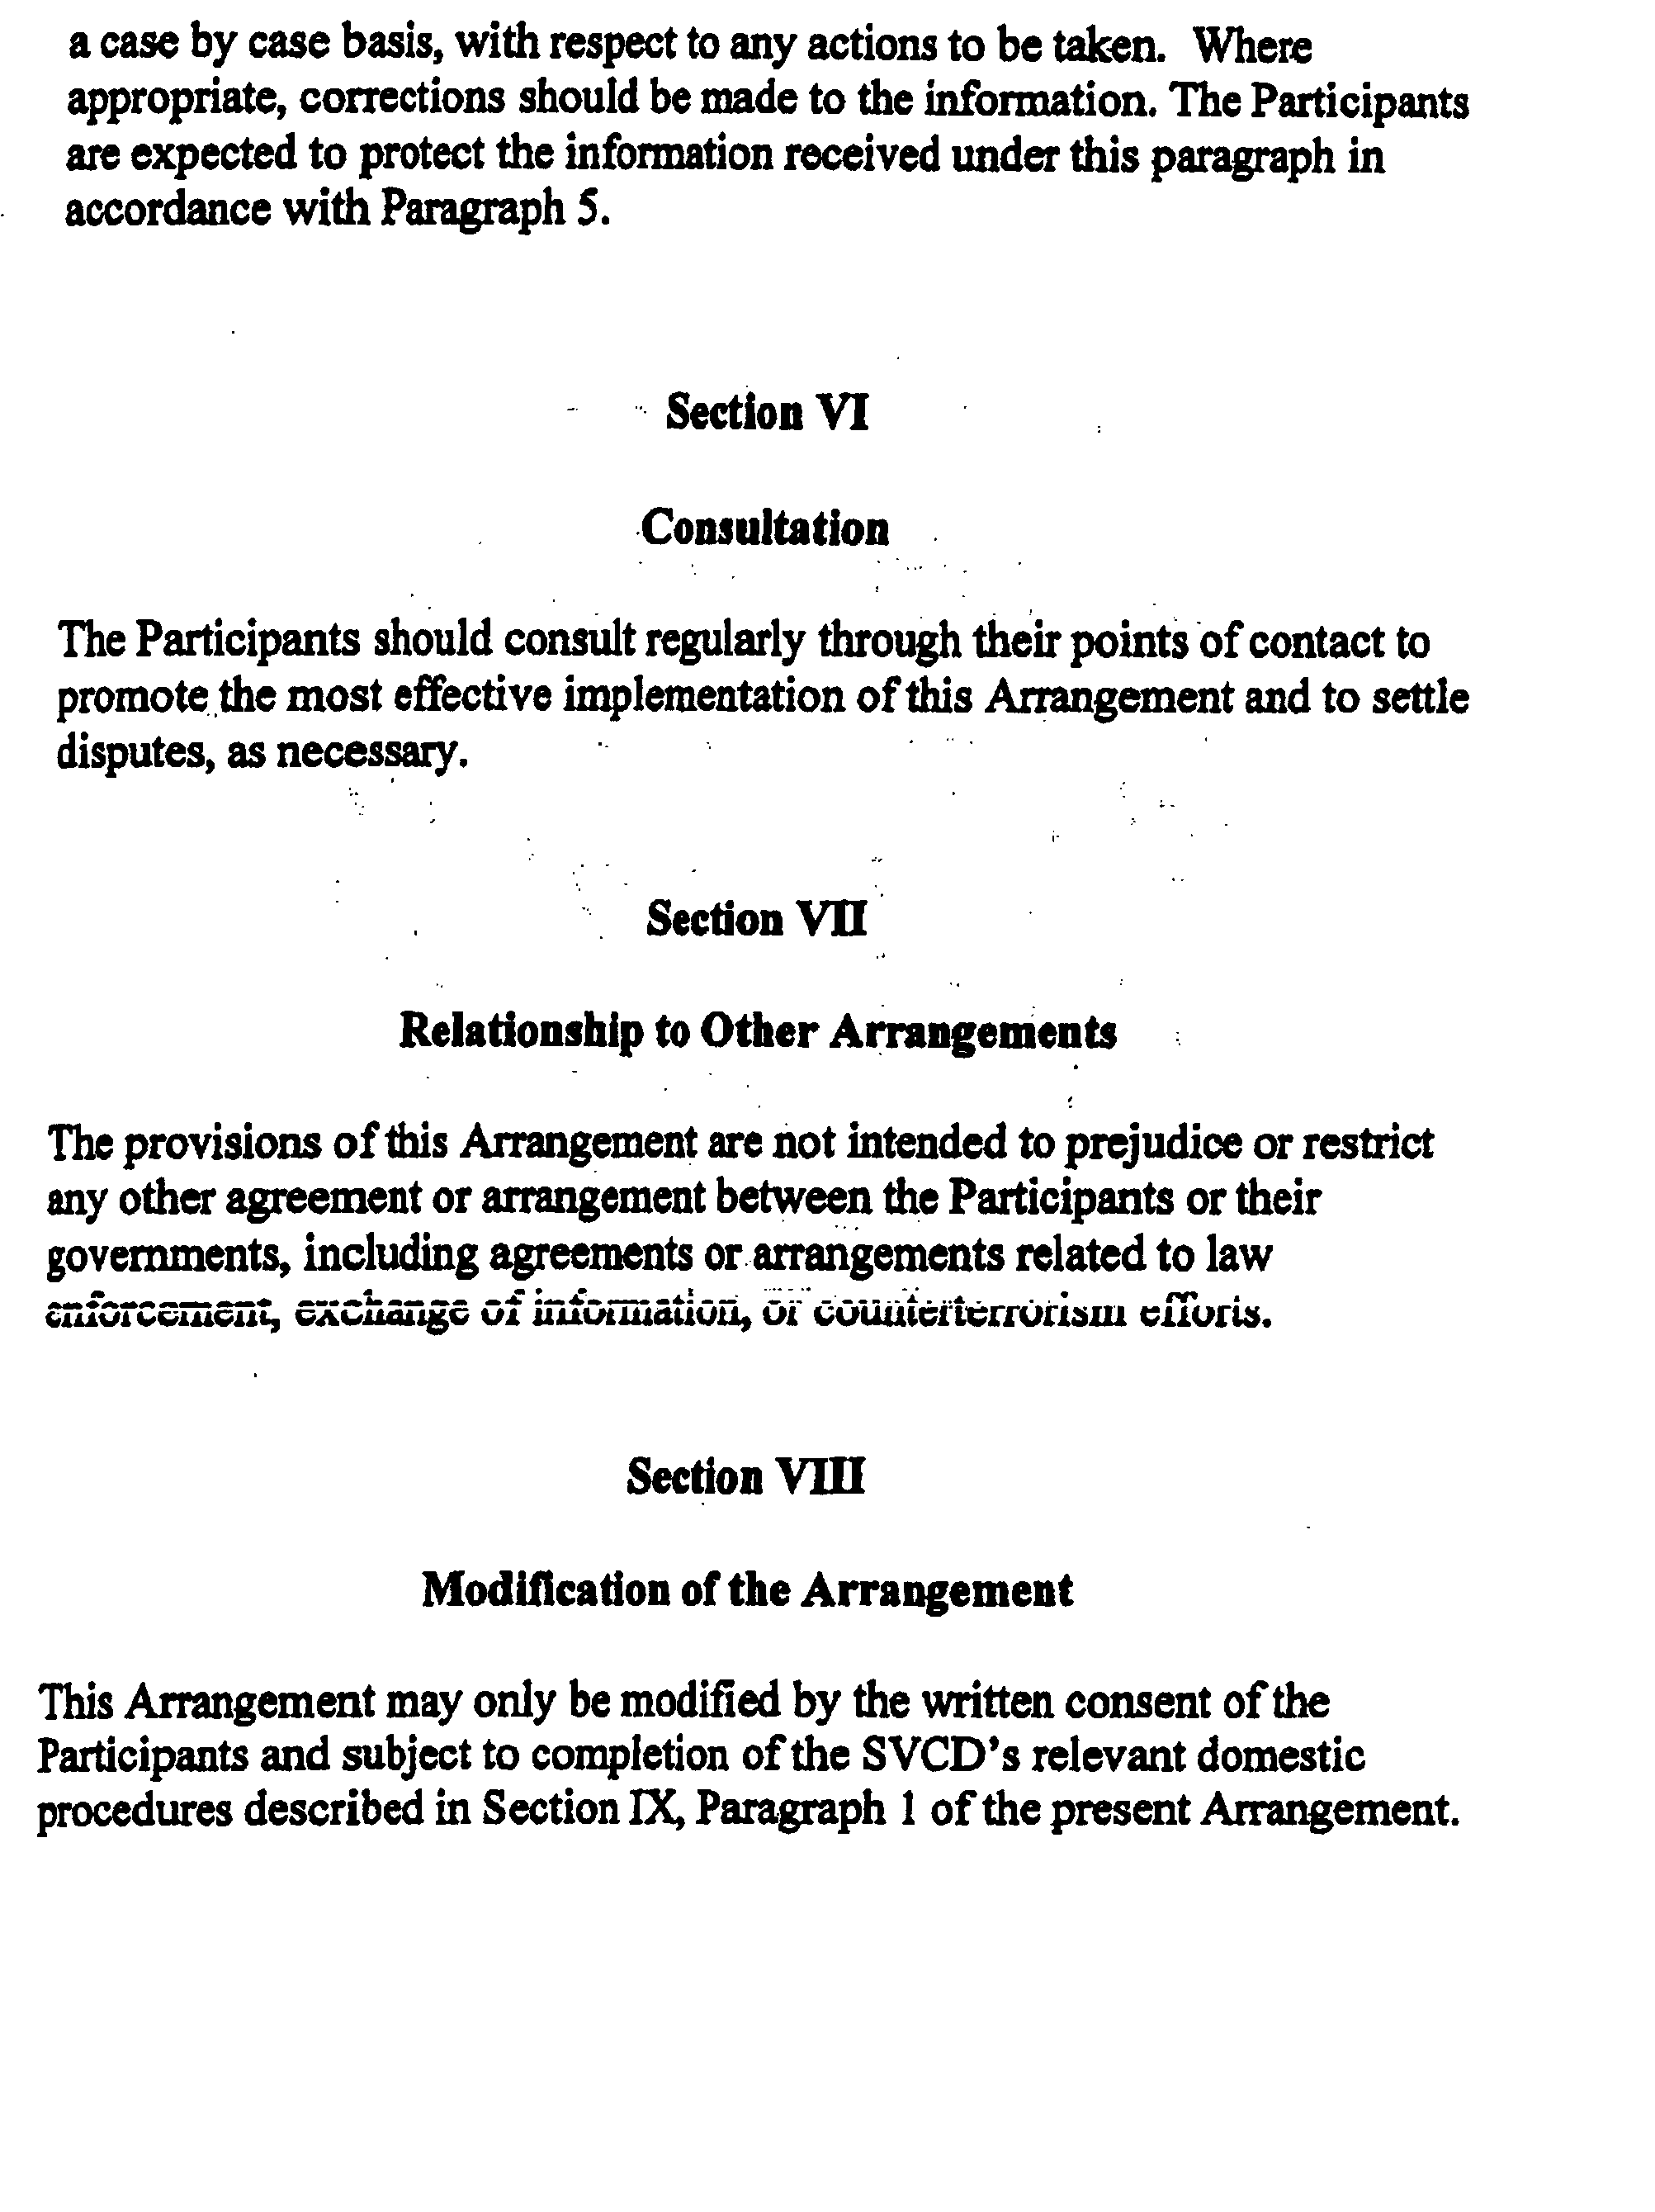 a case by case basis, with respect to any actions to be taken. Where
appropriate, corrections should be made to the information. The Participants
are expected to protect the information received under this paragraph in
accordance with Paragraph 5.
Section VI
Consultation
The Participants should consult regularly through their points of contact to
promote the most effective implementation of this Arrangement and to settle
disputes, as necessary.
Section VII
Relationship to Other Arrangements
The provisions of this Arrangement are not intended to prejudice or restrict
any other agreement or arrangement between the Participants or their
governments, including agreements or arrangements related to law
enforcement, exchange of information, or counterterrorism efforts.
Section VIII
Modification of the Arrangement
This Arrangement may only be modified by the written consent of the
Participants and subject to completion of the SVCD's relevant domestic
procedures described in Section IX, Paragraph 1 of the present Arrangement.